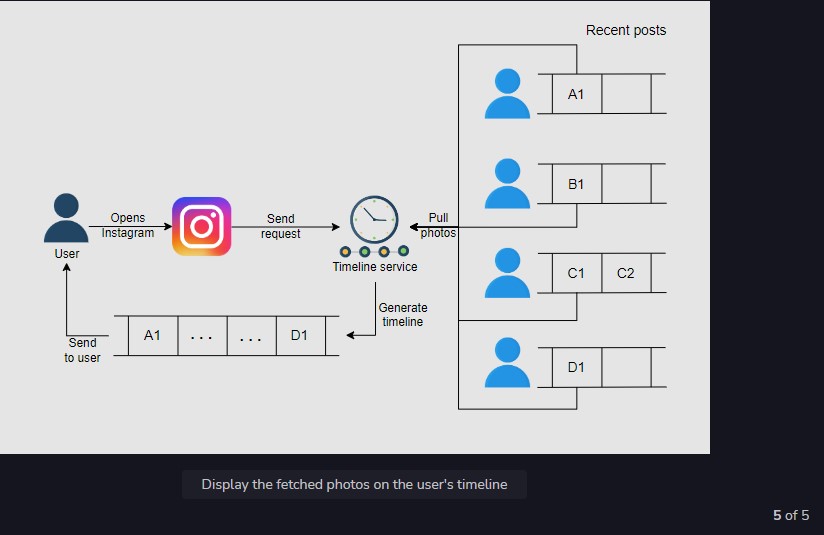 Recent posts
A1
B1
C1 C2
D1
Opens
Instagram
Send
request
Pull
photos
User
Timeline service
Generate
timeline
A1 ... ... D1
Send
to user
Display the fetched photos on the user's timeline
5 of 5